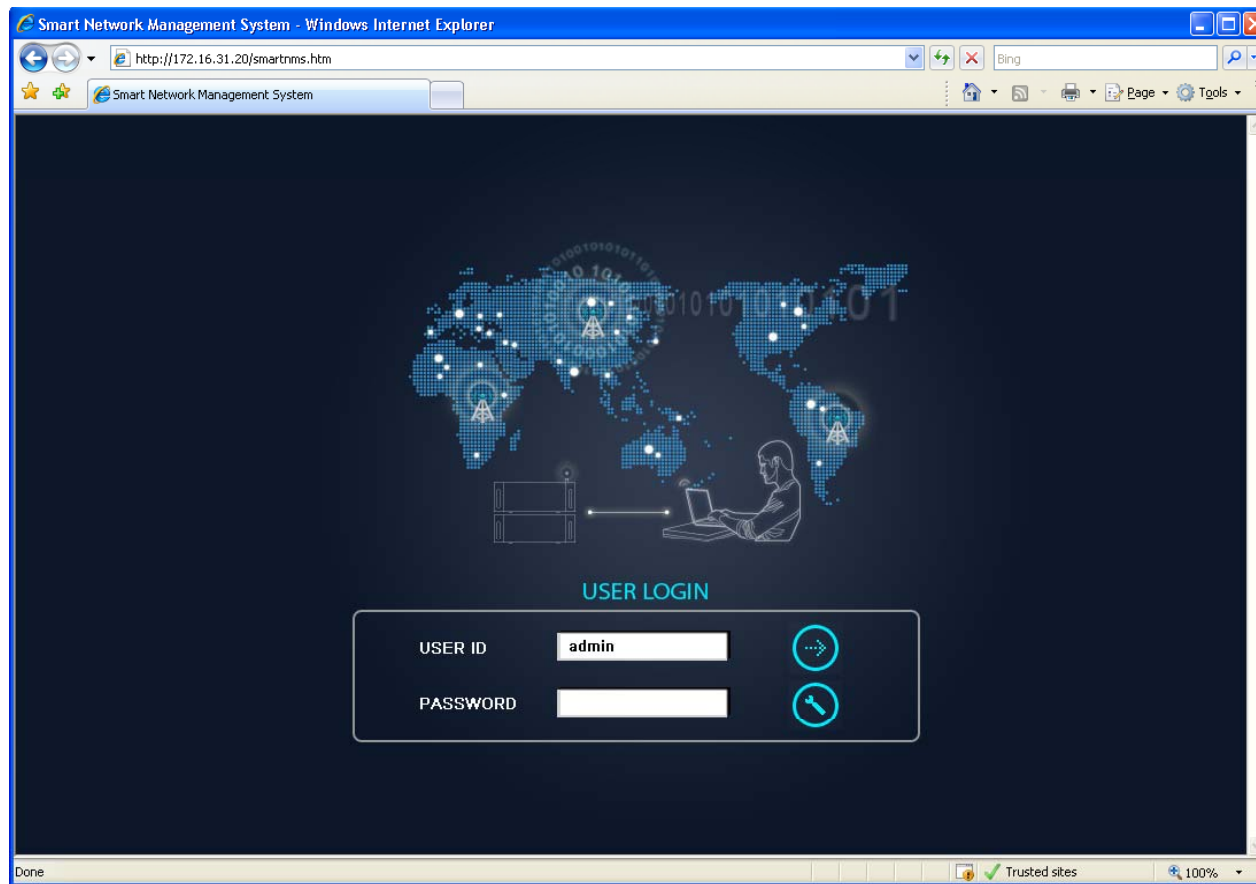 Smart Network Management System - Windows Internet Explorer
http://172.16.31.20/smartnms.htm
Bing
Smart Network Management System
Page
Tools
USER LOGIN
USER ID
admin
PASSWORD
Done
Trusted sites
100%